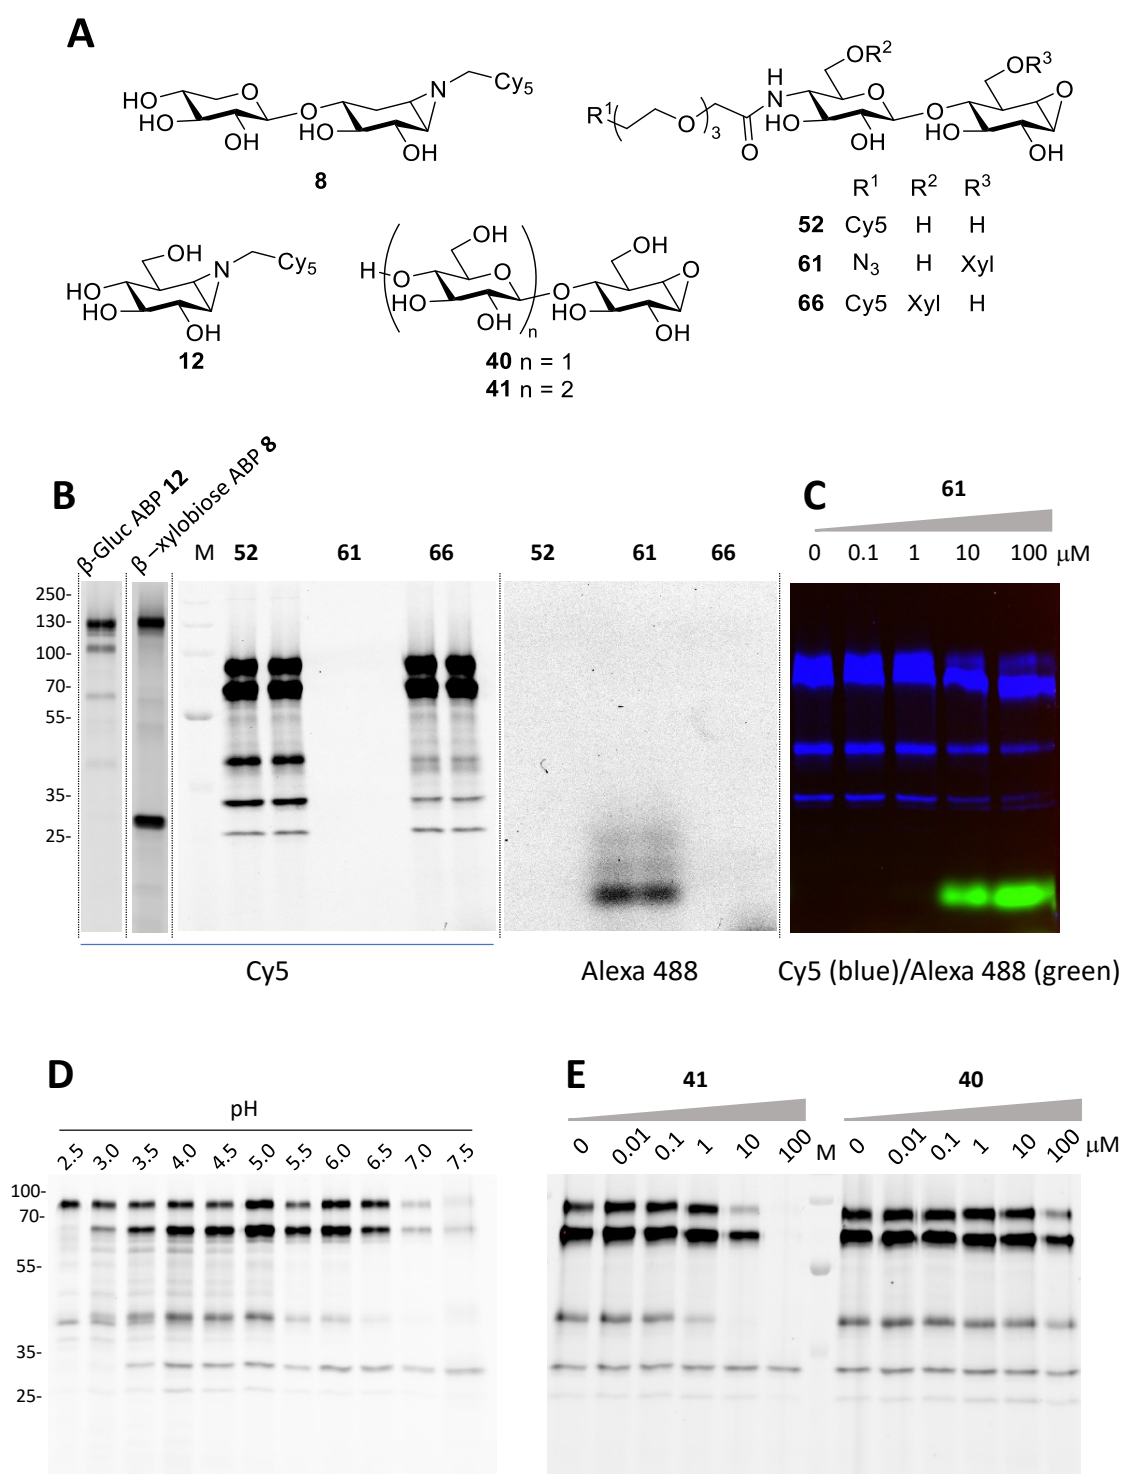 A
HO
HO
O
OH
O
HO
OH
N
Cy5
8
OR²
OR³
R¹
O
3
O
H
N
HO
O
OH
O
HO
OH
O
R¹ R² R³
52 Cy5 H H
61 N₃ H Xyl
66 Cy5 Xyl H
OH
HO
HO
OH
N
Cy5
12
OH
H
O
HO
O
OH
n
O
OH
HO
OH
O
40 n = 1
41 n = 2
B
β-Gluc ABP 12
β –xylobiose ABP 8
M 52 61 66
52 61 66
250-
130-
100-
70-
55-
35-
25-
Cy5
Alexa 488
C
61
0 0.1 1 10 100 μM
Cy5 (blue)/Alexa 488 (green)
D
pH
2.5 3.0 3.5 4.0 4.5 5.0 5.5 6.0 6.5 7.0 7.5
100-
70-
55-
35-
25-
E
41 40
0 0.01 0.1 1 10 100 M 0 0.01 0.1 1 10 100 μM